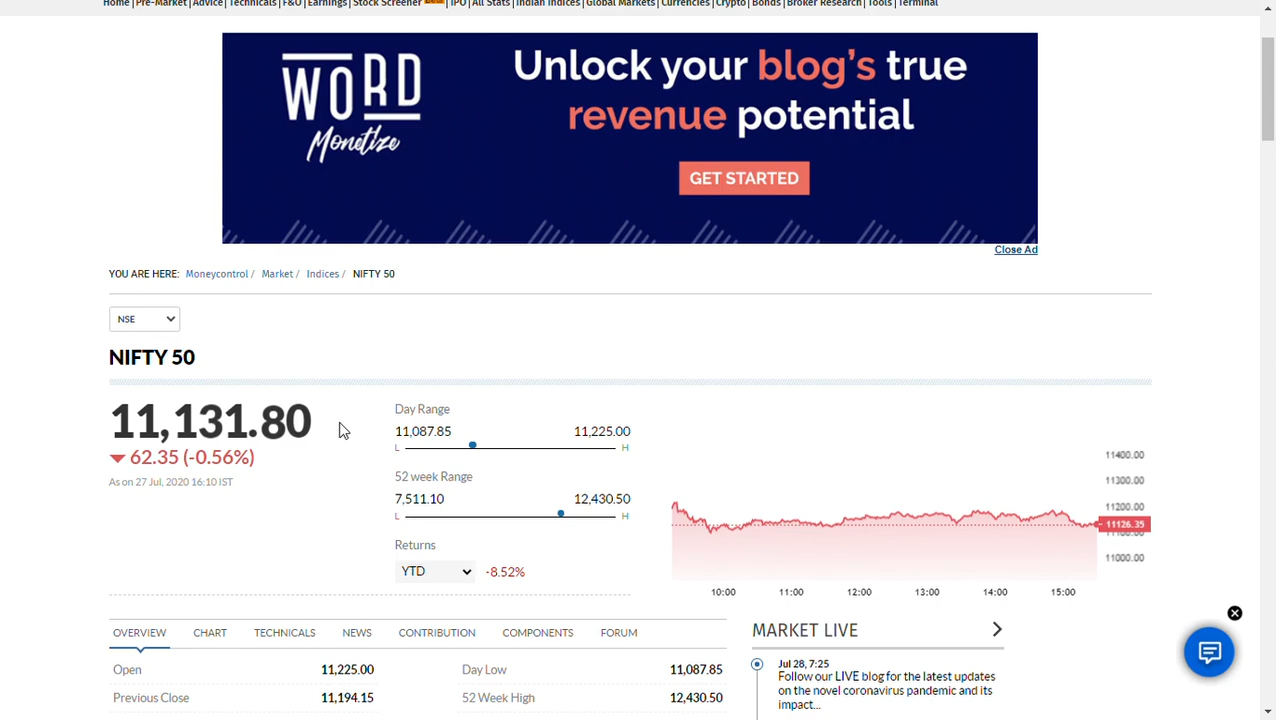 Home | Pre-Market | Advice | Technicals | F&O | Earnings | Stock Screener | IPO | All Stats | Indian Indices | Global Markets | Currencies | Crypto | Bonds | Broker Research | Tools | Terminal
WORD
Monetize
Unlock your blog's true
revenue potential
GET STARTED
Close Ad
YOU ARE HERE: Moneycontrol / Market / Indices / NIFTY 50
NSE
NIFTY 50
11,131.80
62.35 (-0.56%)
As on 27 Jul, 2020 16:10 IST
Day Range
11,087.85 11,225.00
L H
52 week Range
7,511.10 12,430.50
L H
Returns
YTD -8.52%
11400.00
11300.00
11200.00
11126.35
11000.00
10:00 11:00 12:00 13:00 14:00 15:00
OVERVIEW CHART TECHNICALS NEWS CONTRIBUTION COMPONENTS FORUM
Open 11,225.00 Day Low 11,087.85
Previous Close 11,194.15 52 Week High 12,430.50
MARKET LIVE
Jul 28, 7:25
Follow our LIVE blog for the latest updates
on the novel coronavirus pandemic and its
impact...